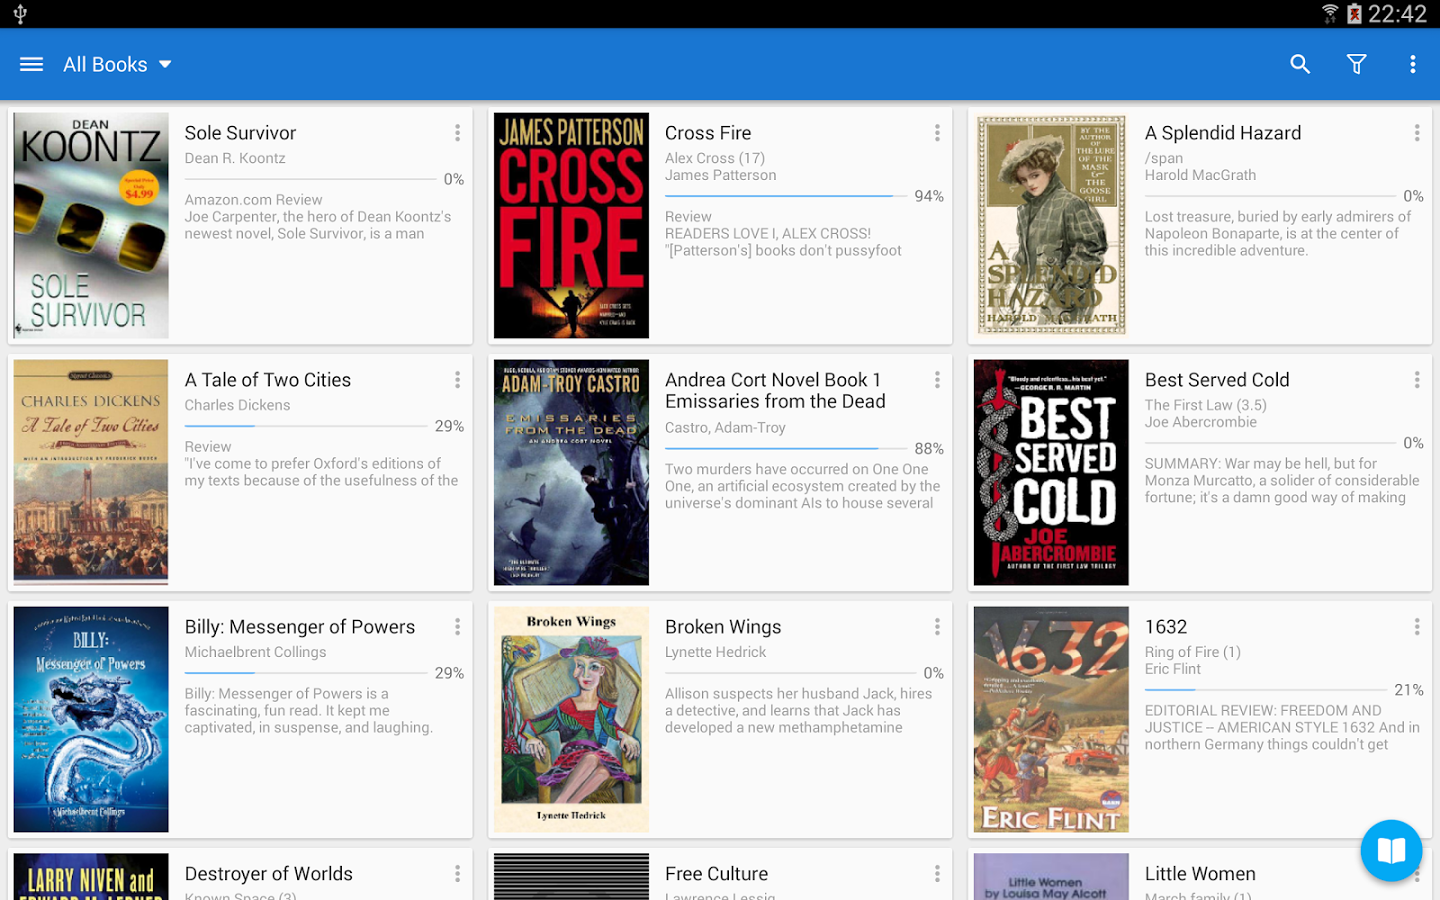 22:42
All Books
DEAN
KOONTZ
Special Price
Only
$4.99
SOLE
SURVIVOR
Sole Survivor
Dean R. Koontz
0%
Amazon.com Review
Joe Carpenter, the hero of Dean Koontz's
newest novel, Sole Survivor, is a man
JAMES PATTERSON
CROSS
FIRE
Cross Fire
Alex Cross (17)
James Patterson
94%
Review
READERS LOVE I, ALEX CROSS!
"[Patterson's] books don't pussyfoot
BY THE
AUTHOR
OF THE LURE
OF THE
MASK
THE
GOOSE
GIRL
A
SPLENDID
HAZARD
HAROLD MACGRATH
A Splendid Hazard
/span
Harold MacGrath
0%
Lost treasure, buried by early admirers of
Napoleon Bonaparte, is at the center of
this incredible adventure.
Signet Classics
CHARLES DICKENS
A Tale of Two Cities
WITH AN INTRODUCTION BY FREDERICK BUSCH
A Tale of Two Cities
Charles Dickens
29%
Review
"I've come to prefer Oxford's editions of
my texts because of the usefulness of the
ADAM-TROY CASTRO
EMISSARIES
FROM THE DEAD
AN ANDREA CORT NOVEL
Andrea Cort Novel Book 1
Emissaries from the Dead
Castro, Adam-Troy
88%
Two murders have occurred on One One
One, an artificial ecosystem created by the
universe's dominant AIs to house several
"Bloody and relentless...his best yet."
—GEORGE R. R. MARTIN
BEST
SERVED
COLD
JOE
ABERCROMBIE
AUTHOR OF THE FIRST LAW TRILOGY
Best Served Cold
The First Law (3.5)
Joe Abercrombie
0%
SUMMARY: War may be hell, but for
Monza Murcatto, a solider of considerable
fortune; it's a damn good way of making
BILLY:
Messenger of Powers
Michaelbrent Collings
Billy: Messenger of Powers
Michaelbrent Collings
29%
Billy: Messenger of Powers is a
fascinating, fun read. It kept me
captivated, in suspense, and laughing.
Broken Wings
Lynette Hedrick
Broken Wings
Lynette Hedrick
0%
Allison suspects her husband Jack, hires
a detective, and learns that Jack has
developed a new methamphetamine
1632
ERIC FLINT
1632
Ring of Fire (1)
Eric Flint
21%
EDITORIAL REVIEW: FREEDOM AND
JUSTICE -- AMERICAN STYLE 1632 And in
northern Germany things couldn't get
LARRY NIVEN and
EDWARD M. LERNER
Destroyer of Worlds
Known Space (3)
Free Culture
Lawrence Lessig
Little Women
by Louisa May Alcott
Little Women
March family (1)